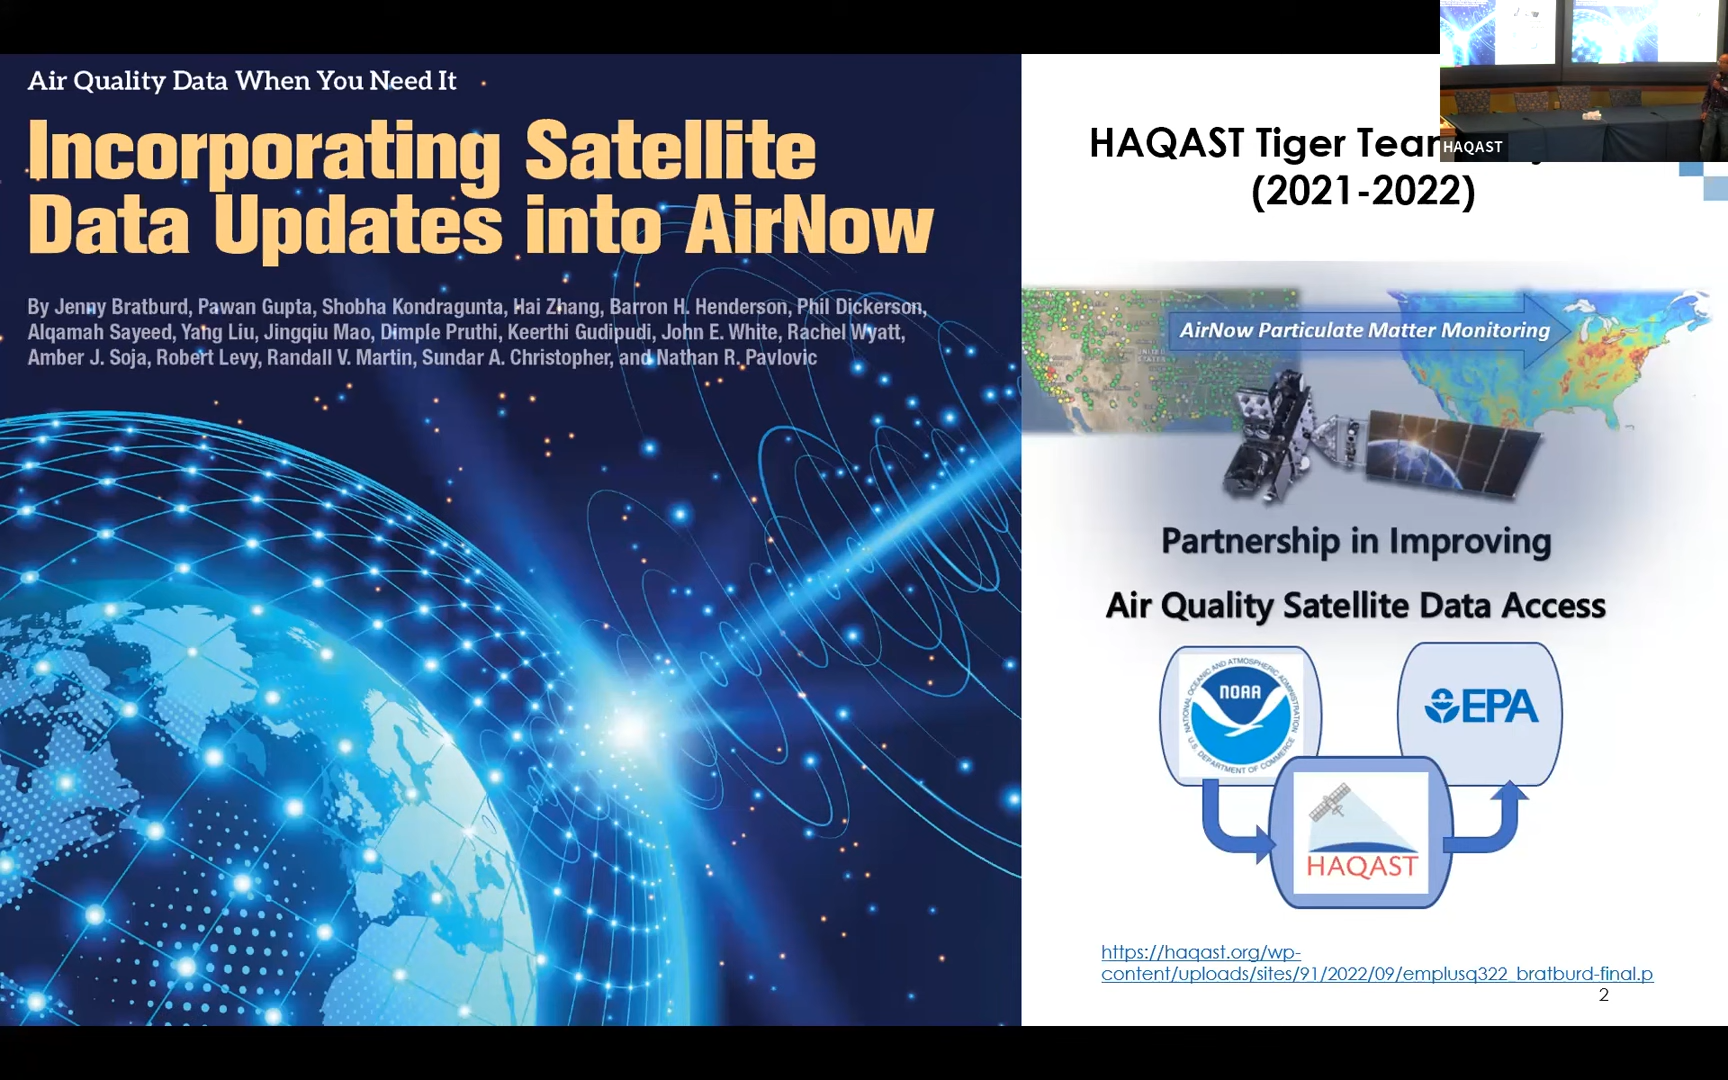 Air Quality Data When You Need It
Incorporating Satellite
Data Updates into AirNow
By Jenny Bratburd, Pawan Gupta, Shobha Kondragunta, Hai Zhang, Barron H. Henderson, Phil Dickerson,
Alqamah Sayeed, Yang Liu, Jingqiu Mao, Dimple Pruthi, Keerthi Gudipudi, John E. White, Rachel Wyatt,
Amber J. Soja, Robert Levy, Randall V. Martin, Sundar A. Christopher, and Nathan R. Pavlovic
HAQAST Tiger
(2021-2022)
HAQAST
AirNow Particulate Matter Monitoring
UNITED
STATES
Partnership in Improving
Air Quality Satellite Data Access
NATIONAL OCEANIC AND ATMOSPHERIC ADMINISTRATION
NOAA
U.S. DEPARTMENT OF COMMERCE
EPA
HAQAST
https://haqast.org/wp-
content/uploads/sites/91/2022/09/emplusq322_bratburd-final.p
2